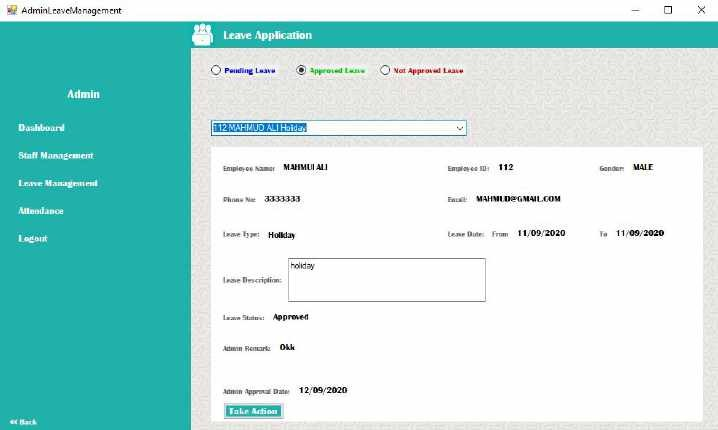 AdminLeaveManagement
Leave Application
Pending Leave Approved Leave Not Approved Leave
Admin
Dashboard
Staff Management
Leave Management
Attendance
Logout
<< Back
112 MAHMUD ALI Holiday
Employee Name: MAHMUI ALI Employee ID: 112 Gender: MALE
Phone No: 3333333 Email: MAHMUD@GMAIL.COM
Leave Type: Holiday Leave Date: From 11/09/2020 To 11/09/2020
holiday
Leave Description:
Leave Status: Approved
Admin Remark: Okk
Admin Approval Date: 12/09/2020
Take Action